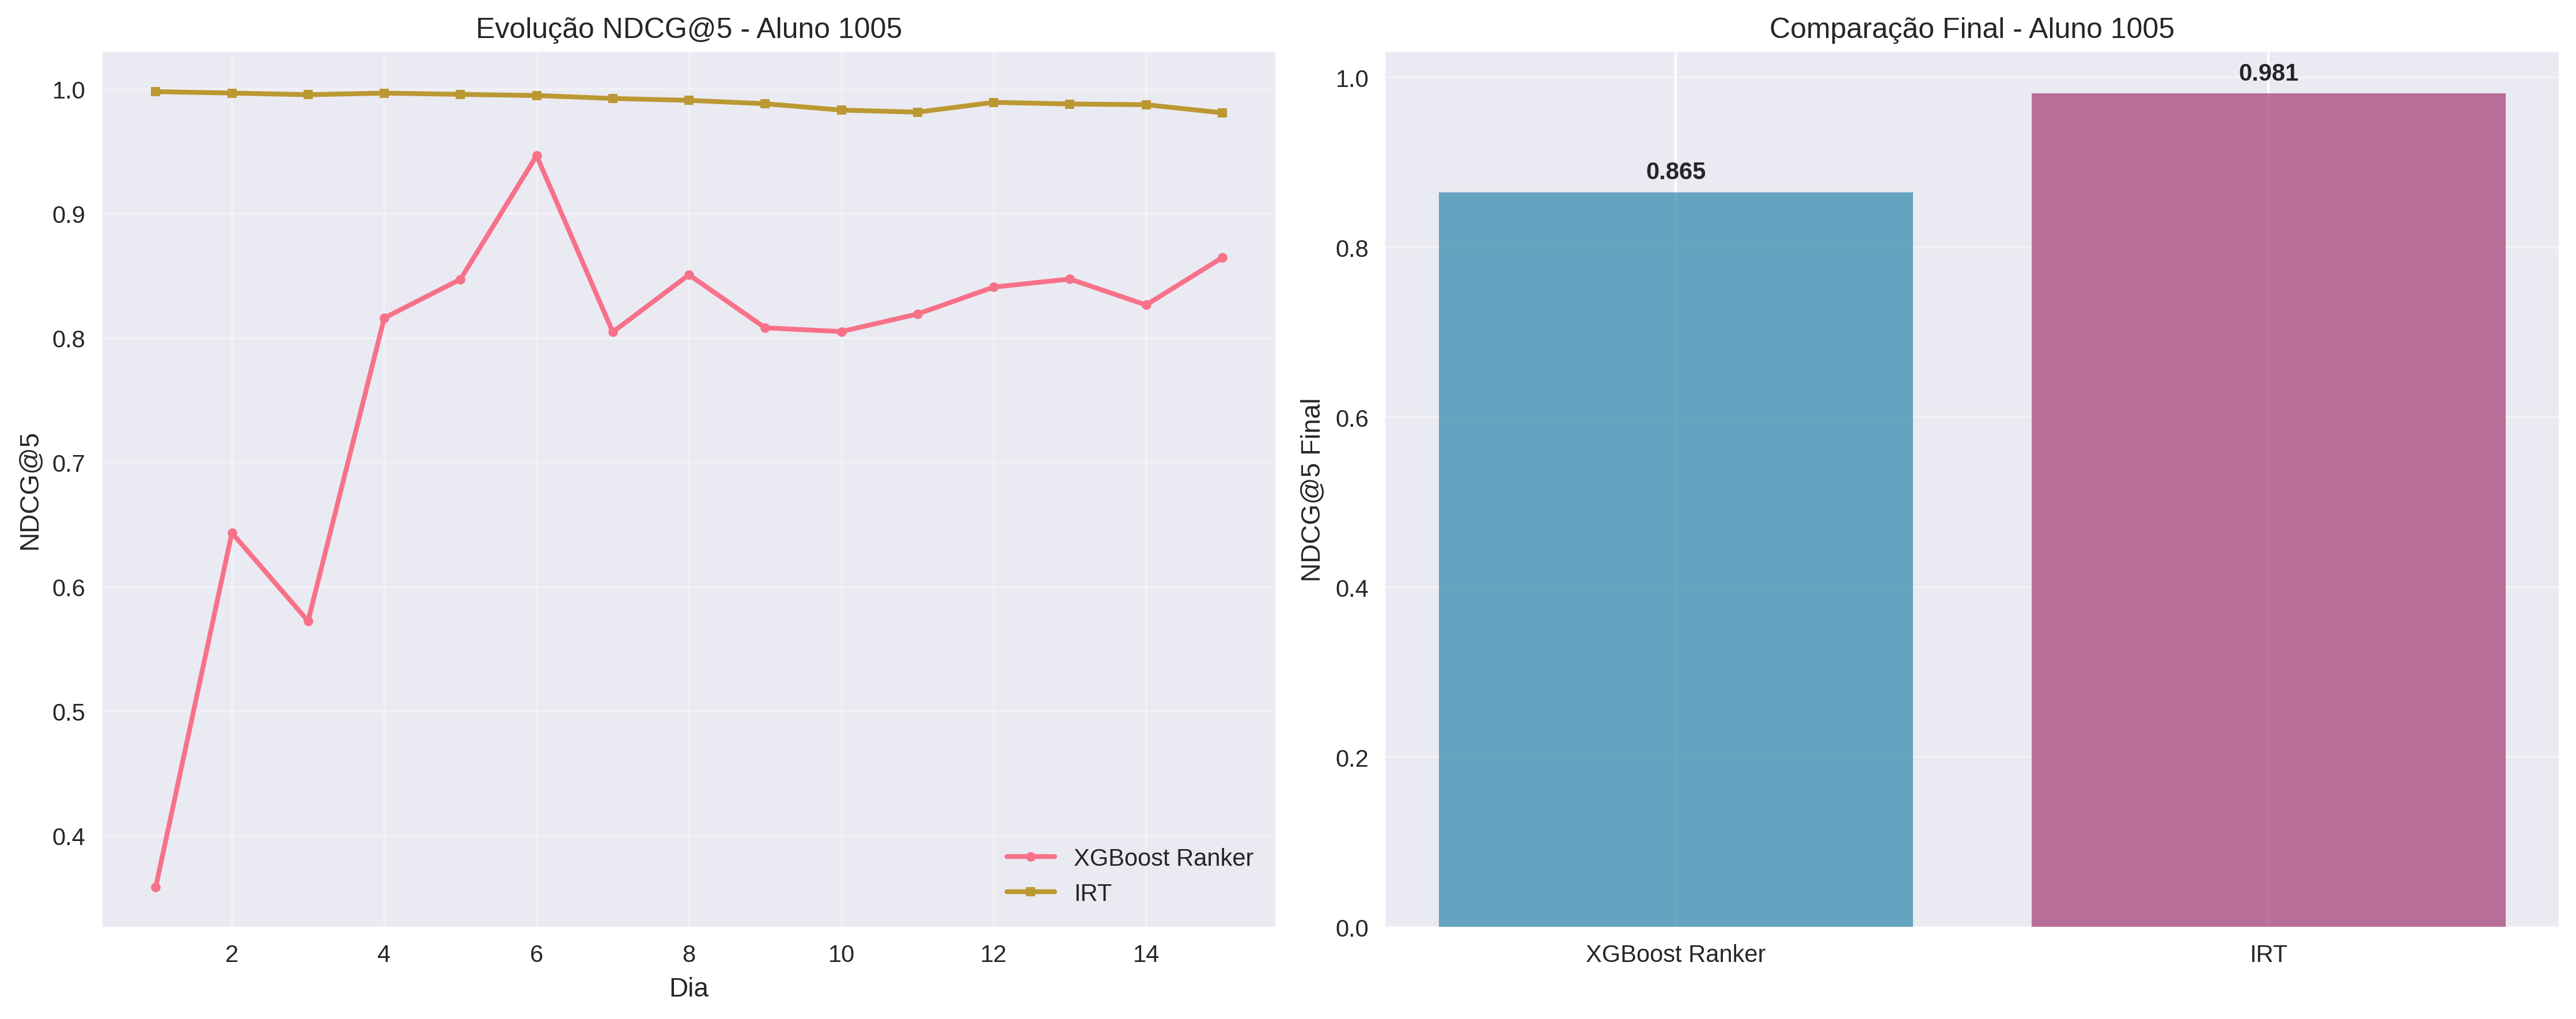 Evolução NDCG@5 - Aluno 1005
NDCG@5
1.0
0.9
0.8
0.7
0.6
0.5
0.4
2 4 6 8 10 12 14
Dia
XGBoost Ranker
IRT
Comparação Final - Aluno 1005
NDCG@5 Final
1.0
0.8
0.6
0.4
0.2
0.0
0.865
0.981
XGBoost Ranker IRT